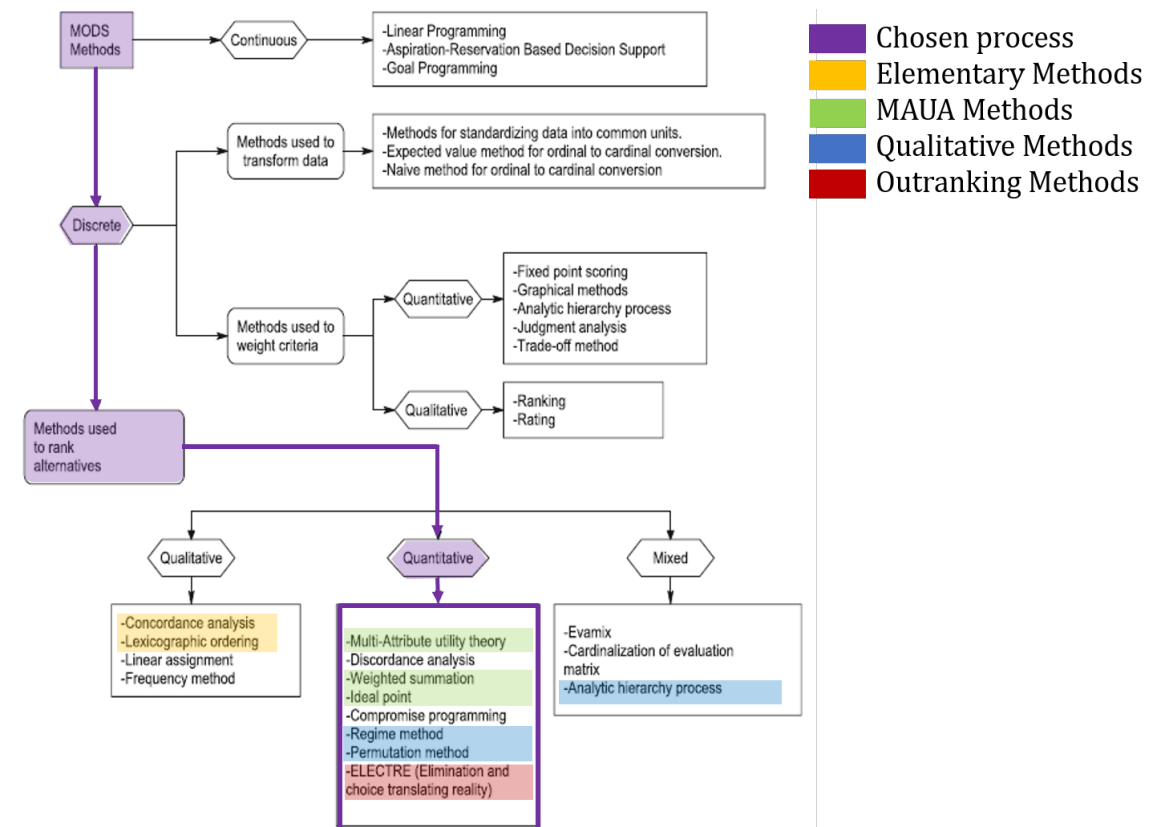 MODS
Methods
Continuous
-Linear Programming
-Aspiration-Reservation Based Decision Support
-Goal Programming
Chosen process
Elementary Methods
MAUA Methods
Qualitative Methods
Outranking Methods
Methods used to
transform data
-Methods for standardizing data into common units.
-Expected value method for ordinal to cardinal conversion.
-Naive method for ordinal to cardinal conversion
Discrete
Methods used to
weight criteria
Quantitative
-Fixed point scoring
-Graphical methods
-Analytic hierarchy process
-Judgment analysis
-Trade-off method
Qualitative
-Ranking
-Rating
Methods used
to rank
alternatives
Qualitative
Quantitative
Mixed
-Concordance analysis
-Lexicographic ordering
-Linear assignment
-Frequency method
-Multi-Attribute utility theory
-Discordance analysis
-Weighted summation
-Ideal point
-Compromise programming
-Regime method
-Permutation method
-ELECTRE (Elimination and
choice translating reality)
-Evamix
-Cardinalization of evaluation
matrix
-Analytic hierarchy process